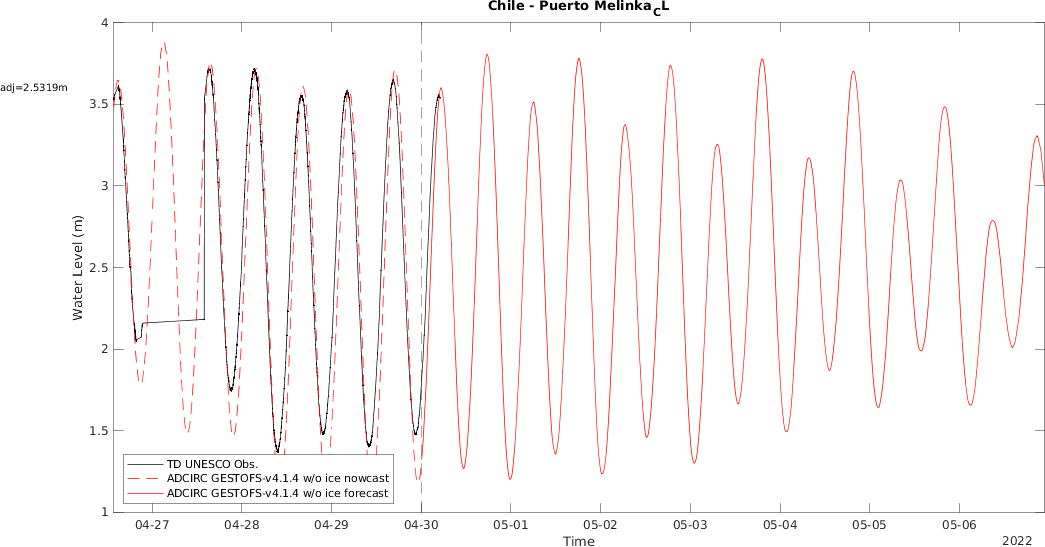 Chile - Puerto Melinka_CL
adj=2.5319m
4
3.5
3
2.5
2
1.5
1
Water Level (m)
TD UNESCO Obs.
ADCIRC GESTOFS-v4.1.4 w/o ice nowcast
ADCIRC GESTOFS-v4.1.4 w/o ice forecast
04-27 04-28 04-29 04-30 05-01 05-02 05-03 05-04 05-05 05-06
Time
2022